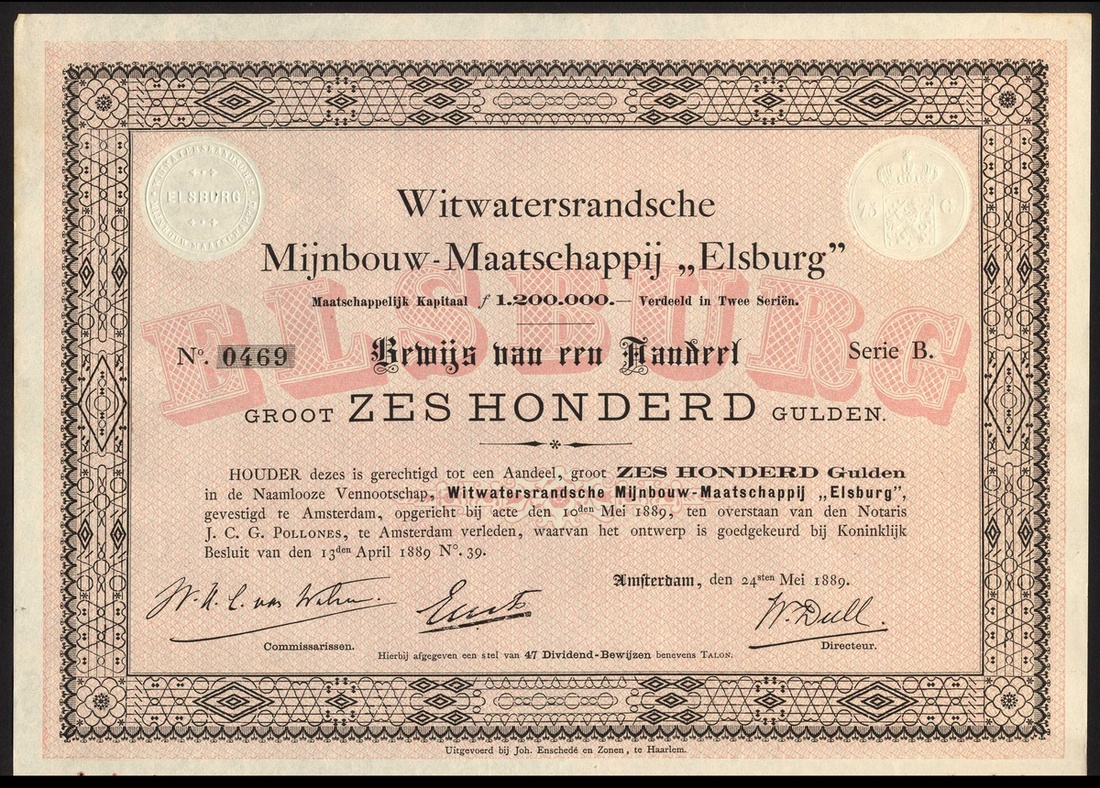 ELSBURG
75 C
Witwatersrandsche
Mijnbouw-Maatschappij „Elsburg”
Maatschappelijk Kapitaal ƒ 1.200.000.— Verdeeld in Twee Seriën.
ELSBURG
Nº. 0469 Bewijs van een Aandeel Serie B.
GROOT ZES HONDERD GULDEN.
HOUDER dezes is gerechtigd tot een Aandeel, groot ZES HONDERD Gulden
in de Naamlooze Vennootschap, Witwatersrandsche Mijnbouw-Maatschappij „Elsburg”,
gevestigd te Amsterdam, opgericht bij acte den 10den Mei 1889, ten overstaan van den Notaris
J. C. G. POLLONES, te Amsterdam verleden, waarvan het ontwerp is goedgekeurd bij Koninklijk
Besluit van den 13den April 1889 Nº. 39.
Amsterdam, den 24sten Mei 1889.
W. Dull.
Commissarissen. Directeur.
Hierbij afgegeven een stel van 47 Dividend-Bewijzen benevens TALON.
Uitgevoerd bij Joh. Enschedé en Zonen, te Haarlem.